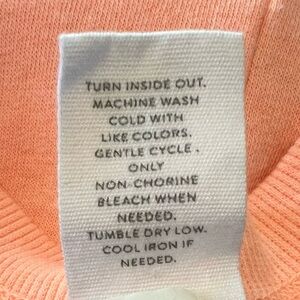 TURN INSIDE OUT.
MACHINE WASH
COLD WITH
LIKE COLORS.
GENTLE CYCLE.
ONLY
NON-CHORINE
BLEACH WHEN
NEEDED.
TUMBLE DRY LOW.
COOL IRON IF
NEEDED.